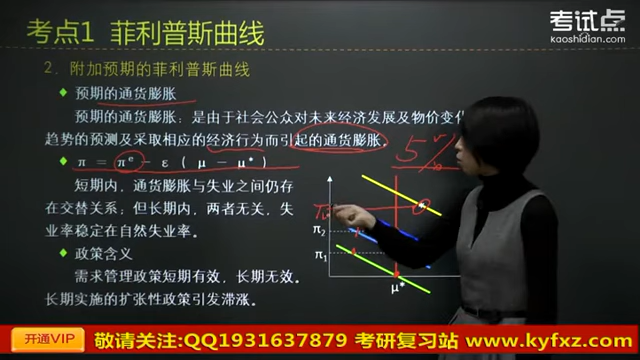 考点1 菲利普斯曲线
考试点
kaoshidian.com
2. 附加预期的菲利普斯曲线
预期的通货膨胀
预期的通货膨胀：是由于社会公众对未来经济发展及物价变化
趋势的预测及采取相应的经济行为而引起的通货膨胀。
5%
π = πᵉ - ε ( μ - μ* )
短期内，通货膨胀与失业之间仍存
在交替关系；但长期内，两者无关，失
业率稳定在自然失业率。
π₂
π₁
μ*
政策含义
需求管理政策短期有效，长期无效。
长期实施的扩张性政策引发滞涨。
开通VIP 敬请关注:QQ1931637879 考研复习站 www.kyfxz.com